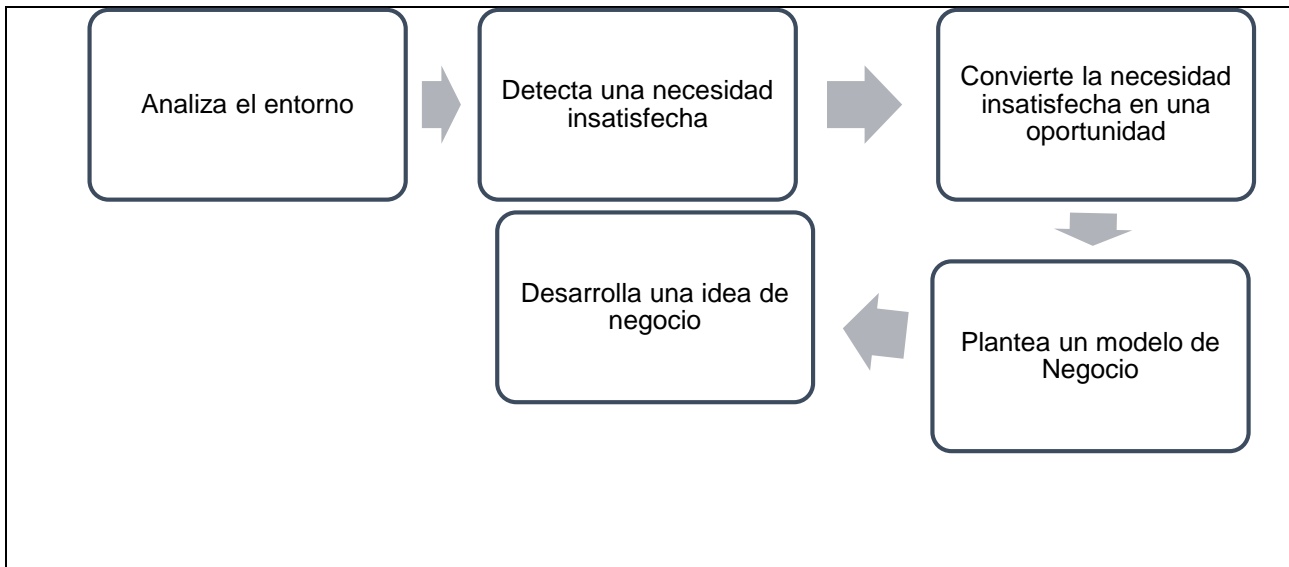 Analiza el entorno
Detecta una necesidad
insatisfecha
Convierte la necesidad
insatisfecha en una
oportunidad
Plantea un modelo de
Negocio
Desarrolla una idea de
negocio